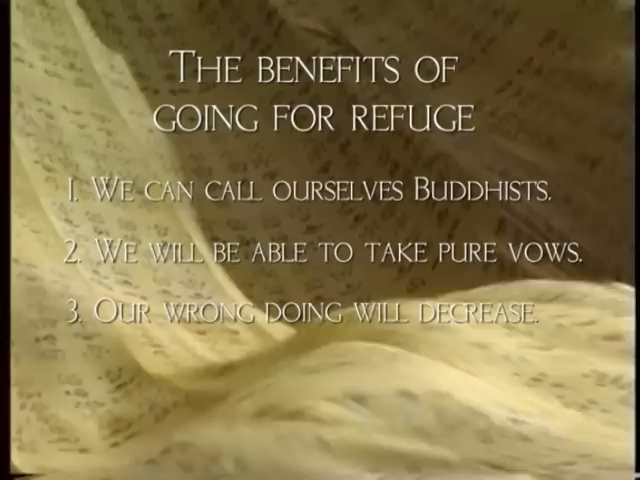 THE BENEFITS OF
GOING FOR REFUGE
1. WE CAN CALL OURSELVES BUDDHISTS.
2. WE WILL BE ABLE TO TAKE PURE VOWS.
3. OUR WRONG DOING WILL DECREASE.